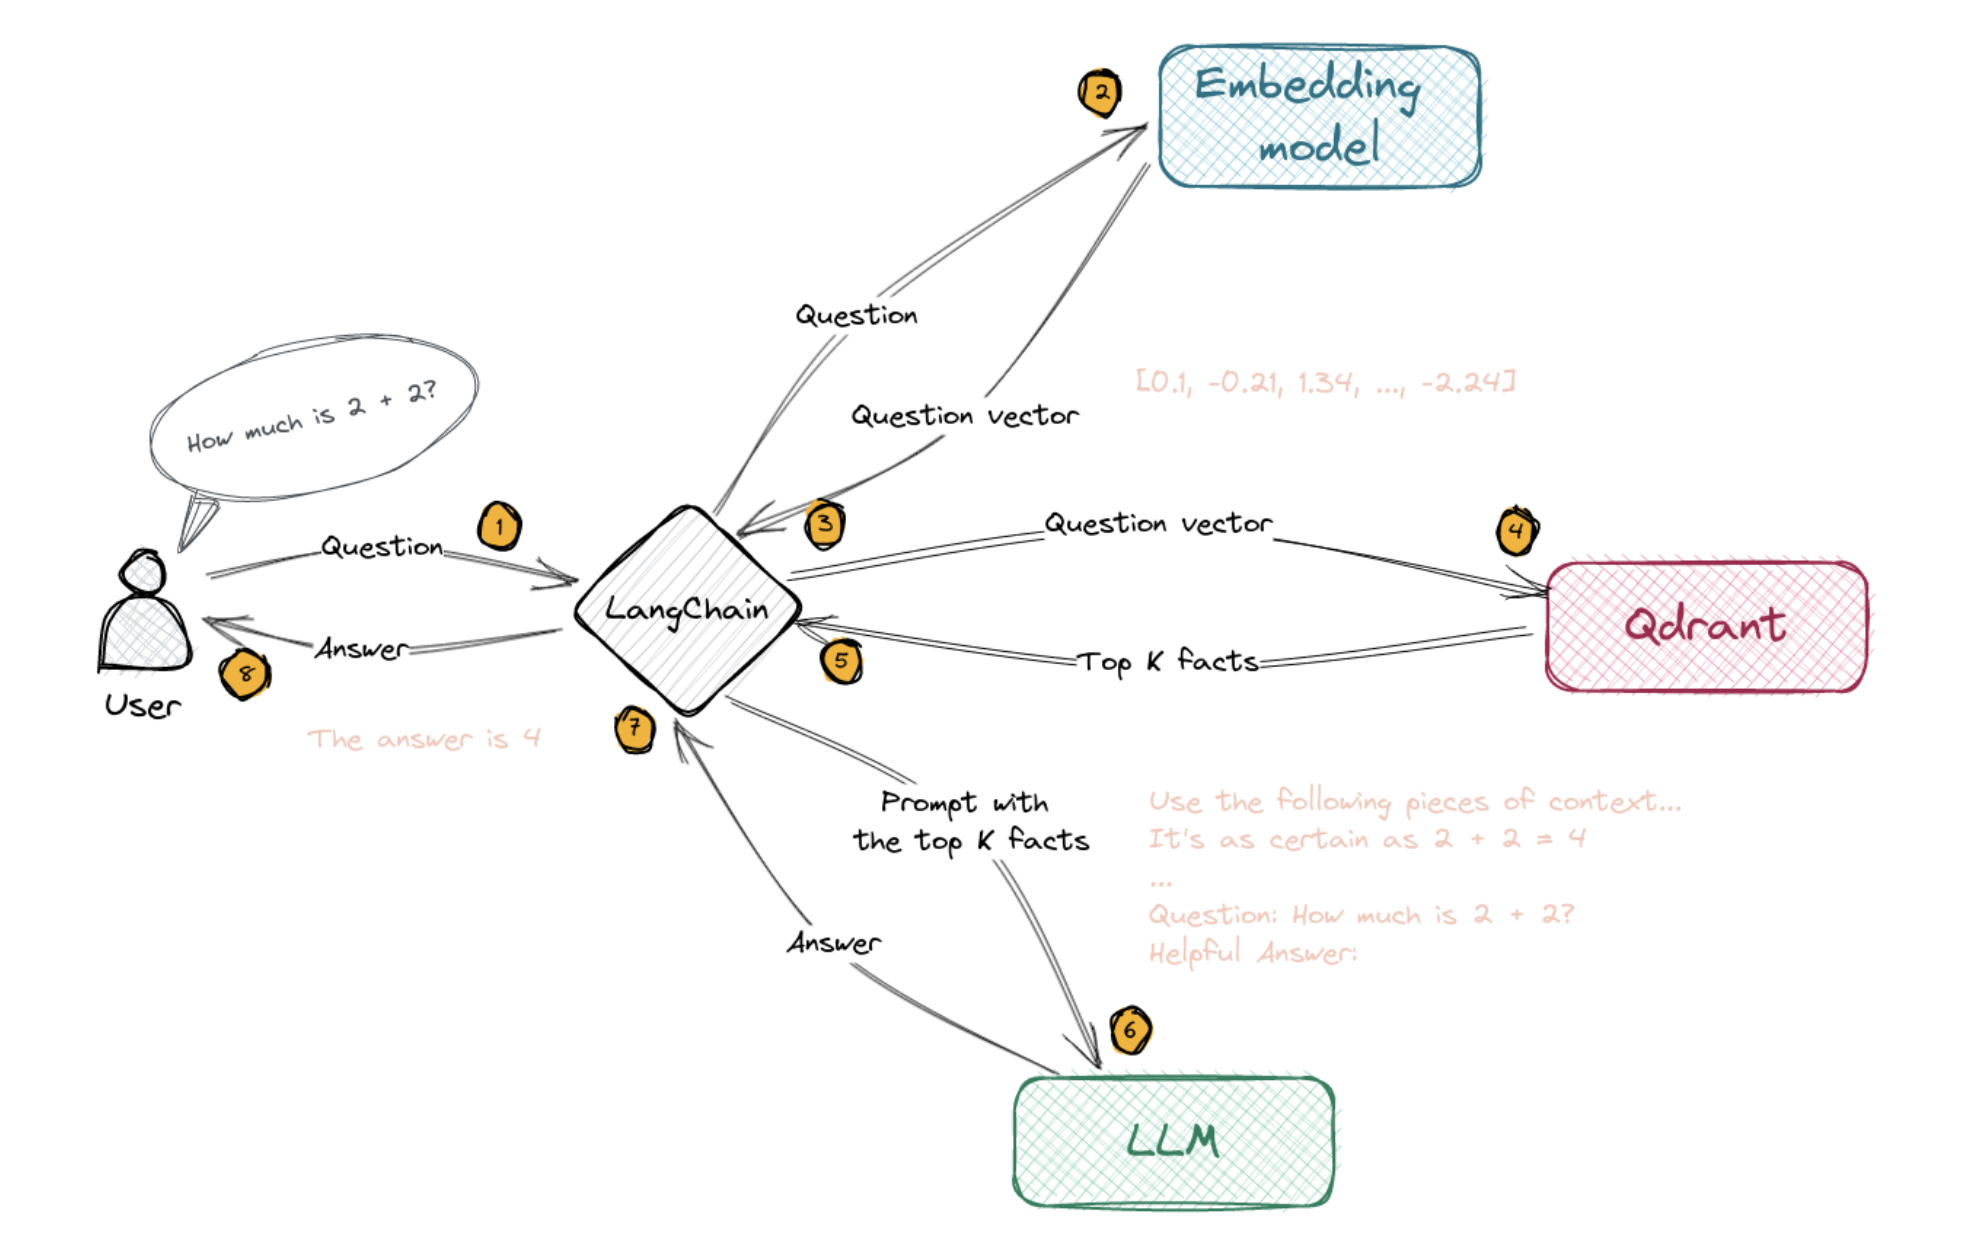 Embedding
model
2
Question
How much is 2 + 2?
[0.1, -0.21, 1.34, ..., -2.24]
Question vector
1
3
Question vector
4
Question
LangChain
Qdrant
Answer
5
Top K facts
8
User
7
The answer is 4
Prompt with
the top K facts
Use the following pieces of context...
It's as certain as 2 + 2 = 4
...
Question: How much is 2 + 2?
Helpful Answer:
Answer
6
LLM